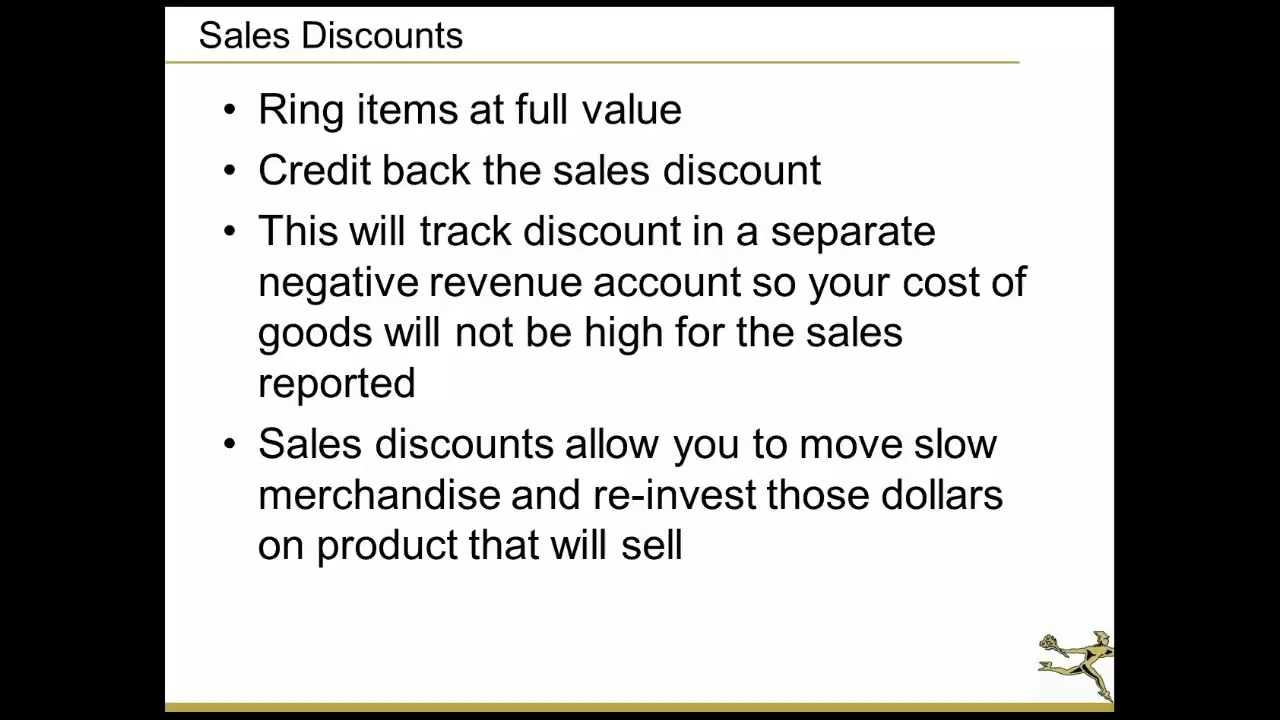 Sales Discounts
• Ring items at full value
• Credit back the sales discount
• This will track discount in a separate
negative revenue account so your cost of
goods will not be high for the sales
reported
• Sales discounts allow you to move slow
merchandise and re-invest those dollars
on product that will sell